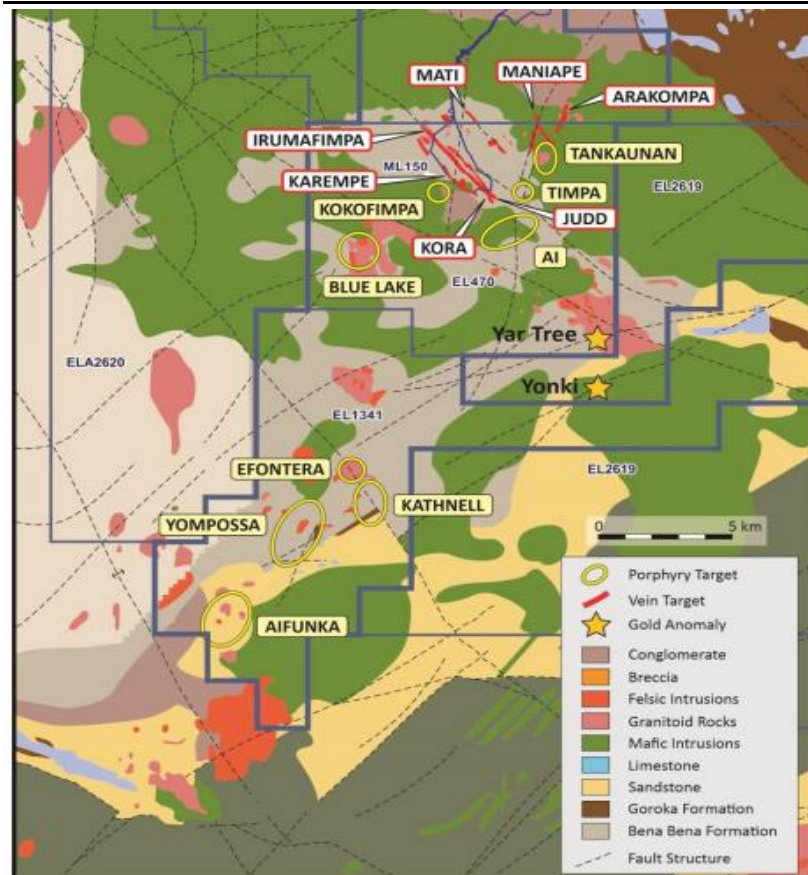 MATI
MANIAPE
ARAKOMPA
IRUMAFIMPA
TANKAUNAN
ML150
KAREMPE
EL2619
KOKOFIMPA
TIMPA
JUDD
KORA
AI
BLUE LAKE
EL470
Yar Tree
ELA2620
Yonki
EL1341
EFONTERA
EL2619
KATHNELL
YOMPOSSA
0 5 km
AIFUNKA
Porphyry Target
Vein Target
Gold Anomaly
Conglomerate
Breccia
Felsic Intrusions
Granitoid Rocks
Mafic Intrusions
Limestone
Sandstone
Goroka Formation
Bena Bena Formation
Fault Structure